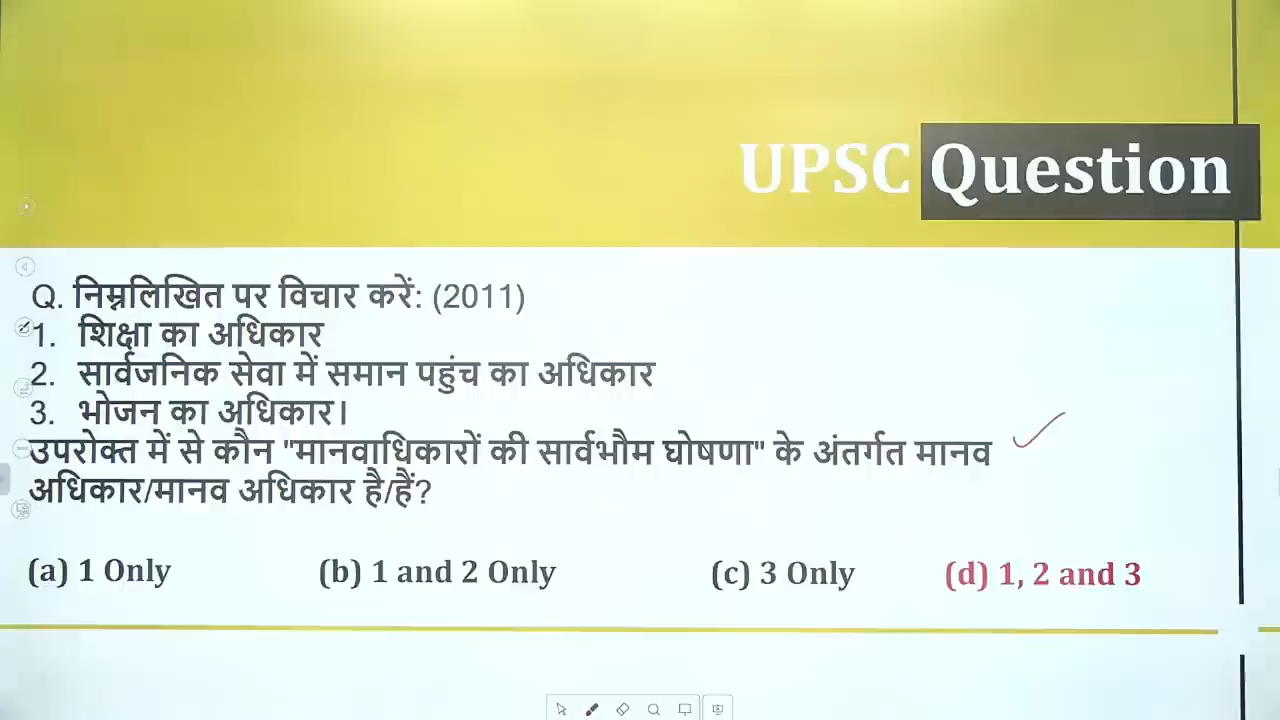 UPSC Question
Q. निम्नलिखित पर विचार करें: (2011)
1. शिक्षा का अधिकार
2. सार्वजनिक सेवा में समान पहुंच का अधिकार
3. भोजन का अधिकार।
उपरोक्त में से कौन "मानवाधिकारों की सार्वभौम घोषणा" के अंतर्गत मानव
अधिकार/मानव अधिकार है/हैं?
(a) 1 Only (b) 1 and 2 Only (c) 3 Only (d) 1, 2 and 3